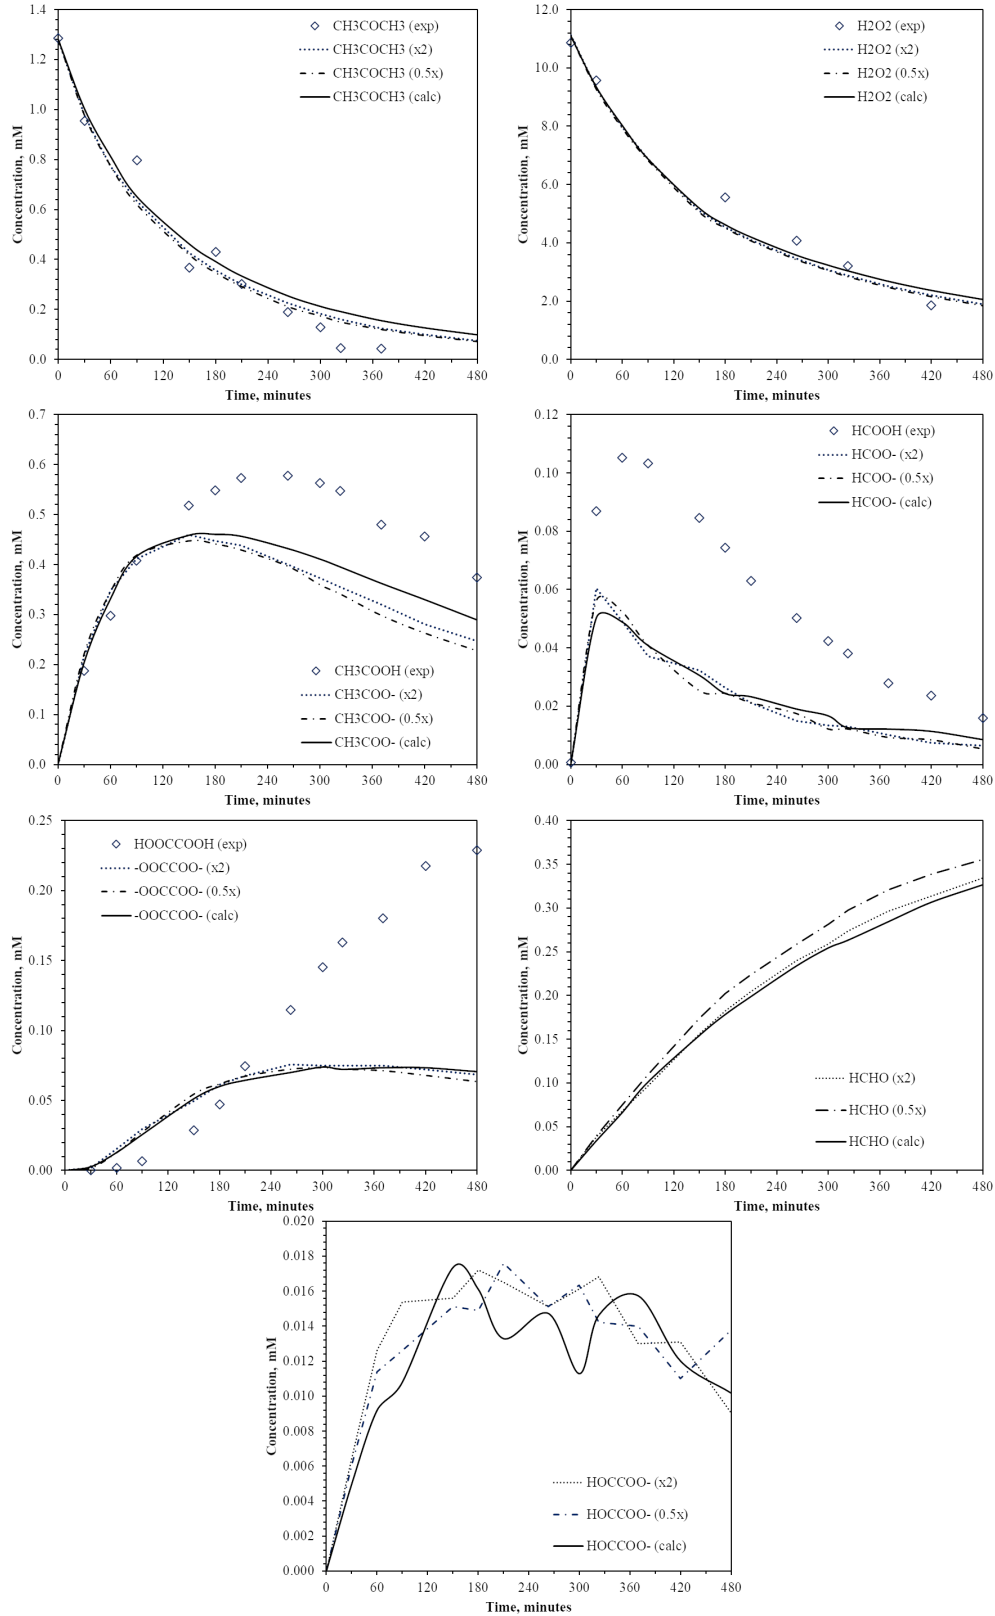 1.4
1.2
1.0
0.8
0.6
0.4
0.2
0.0
Concentration, mM
CH3COCH3 (exp)
CH3COCH3 (x2)
CH3COCH3 (0.5x)
CH3COCH3 (calc)
0 60 120 180 240 300 360 420 480
Time, minutes
12.0
10.0
8.0
6.0
4.0
2.0
0.0
Concentration, mM
H2O2 (exp)
H2O2 (x2)
H2O2 (0.5x)
H2O2 (calc)
0 60 120 180 240 300 360 420 480
Time, minutes
0.7
0.6
0.5
0.4
0.3
0.2
0.1
0.0
Concentration, mM
CH3COOH (exp)
CH3COO- (x2)
CH3COO- (0.5x)
CH3COO- (calc)
0 60 120 180 240 300 360 420 480
Time, minutes
0.12
0.10
0.08
0.06
0.04
0.02
0.00
Concentration, mM
HCOOH (exp)
HCOO- (x2)
HCOO- (0.5x)
HCOO- (calc)
0 60 120 180 240 300 360 420 480
Time, minutes
0.25
0.20
0.15
0.10
0.05
0.00
Concentration, mM
HOOCCOOH (exp)
-OOCCOO- (x2)
-OOCCOO- (0.5x)
-OOCCOO- (calc)
0 60 120 180 240 300 360 420 480
Time, minutes
0.40
0.35
0.30
0.25
0.20
0.15
0.10
0.05
0.00
Concentration, mM
HCHO (x2)
HCHO (0.5x)
HCHO (calc)
0 60 120 180 240 300 360 420 480
Time, minutes
0.020
0.018
0.016
0.014
0.012
0.010
0.008
0.006
0.004
0.002
0.000
Concentration, mM
HOCCOO- (x2)
HOCCOO- (0.5x)
HOCCOO- (calc)
0 60 120 180 240 300 360 420 480
Time, minutes